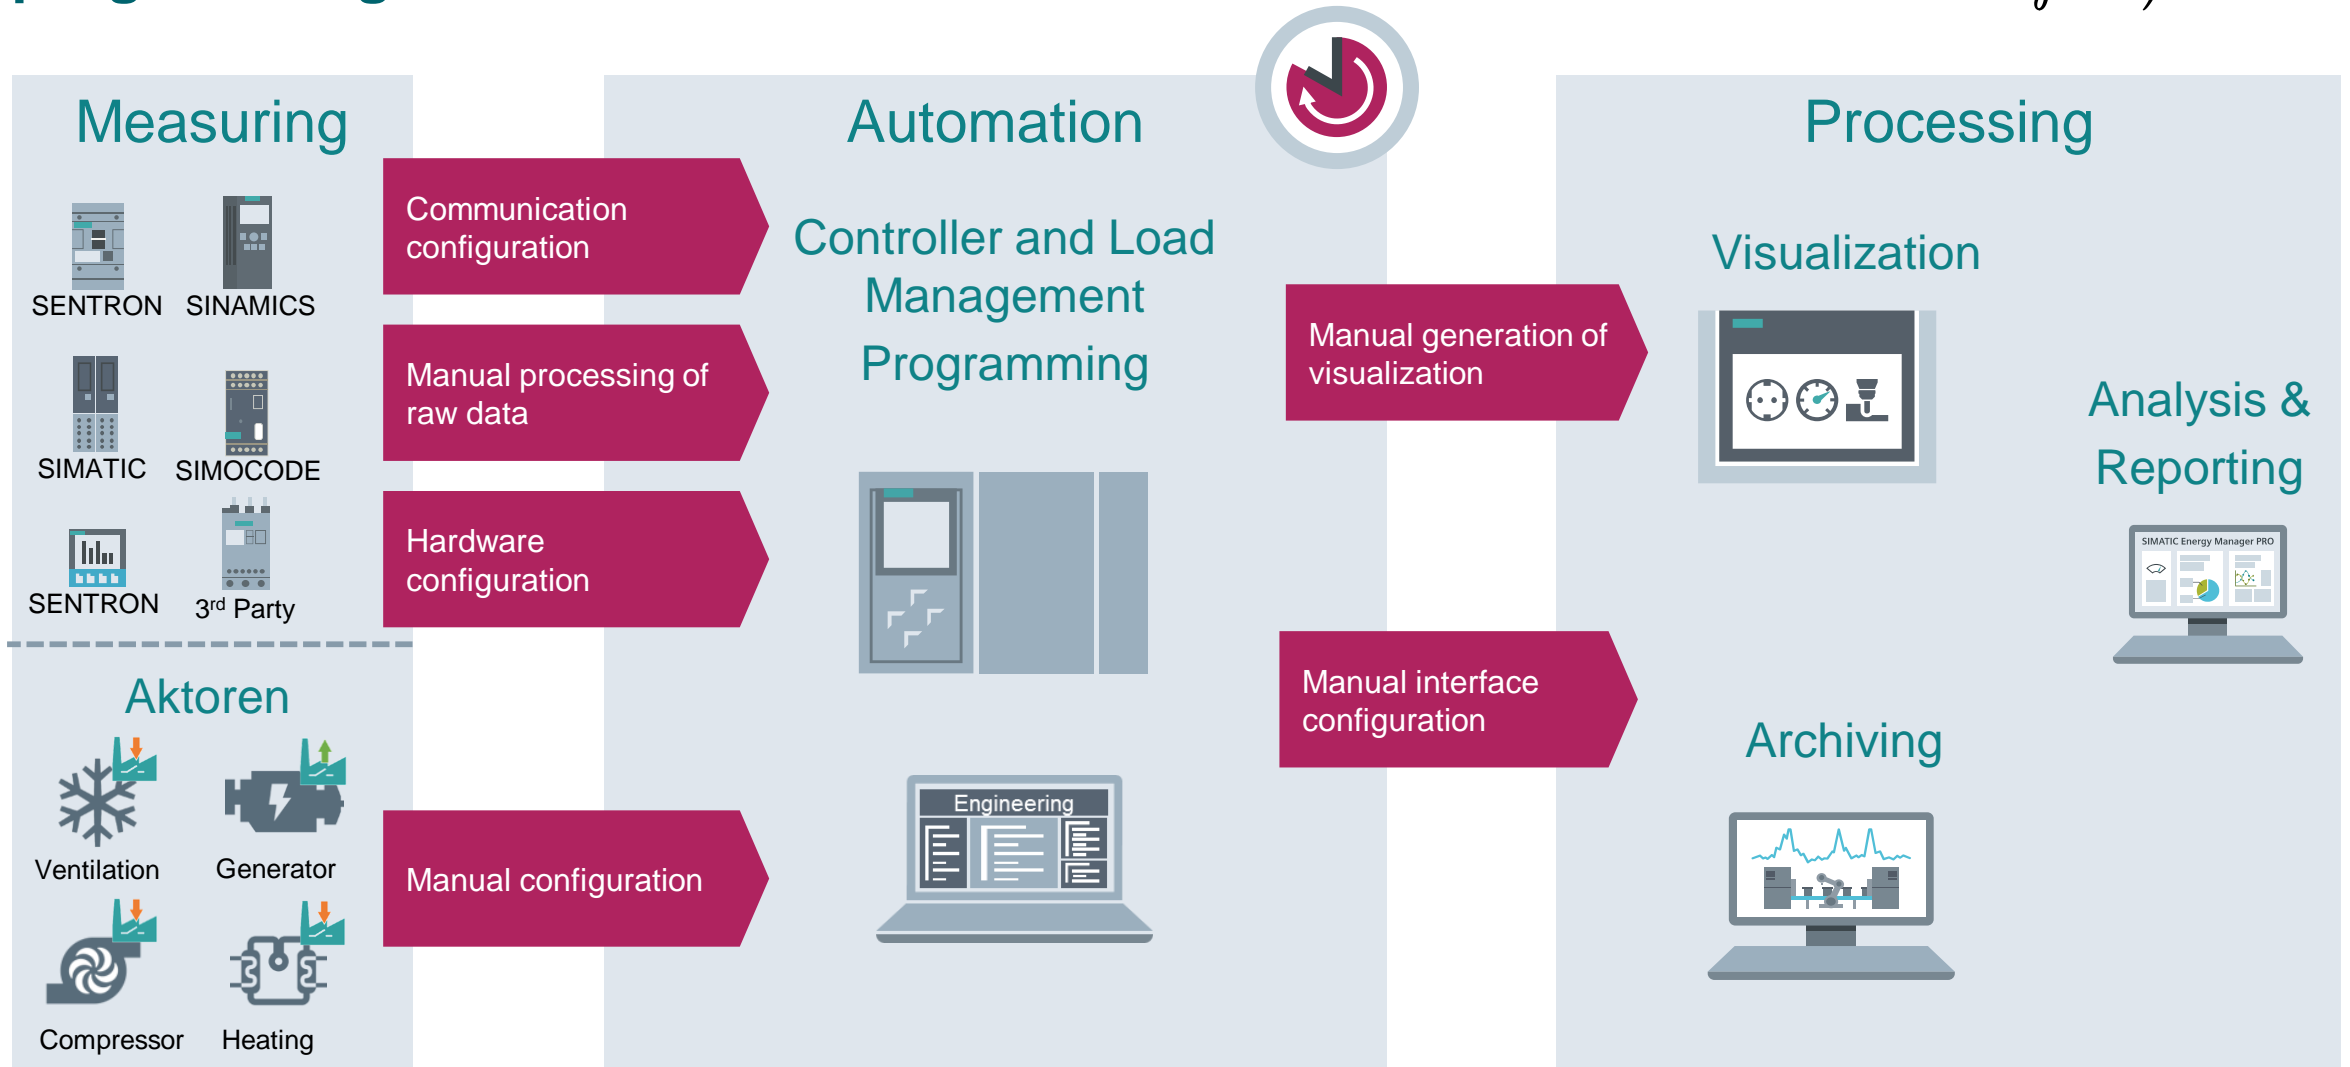 Measuring
SENTRON
SINAMICS
SIMATIC
SIMOCODE
SENTRON
3rd Party
Aktoren
Ventilation
Generator
Compressor
Heating
Communication
configuration
Manual processing of
raw data
Hardware
configuration
Manual configuration
Automation
Controller and Load
Management
Programming
Engineering
Manual generation of
visualization
Manual interface
configuration
Processing
Visualization
Analysis &
Reporting
SIMATIC Energy Manager PRO
Archiving